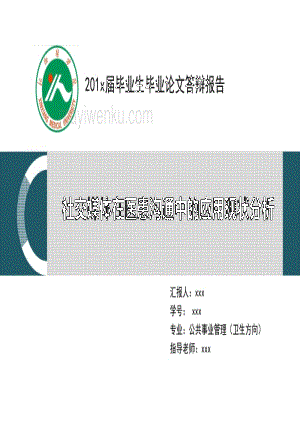 201x届毕业生毕业论文答辩报告
yiwenku.com
社交媒体在医患沟通中的应用现状分析
汇报人：xxx
学号： xxx
专业：公共事业管理（卫生方向）
指导老师：xxx